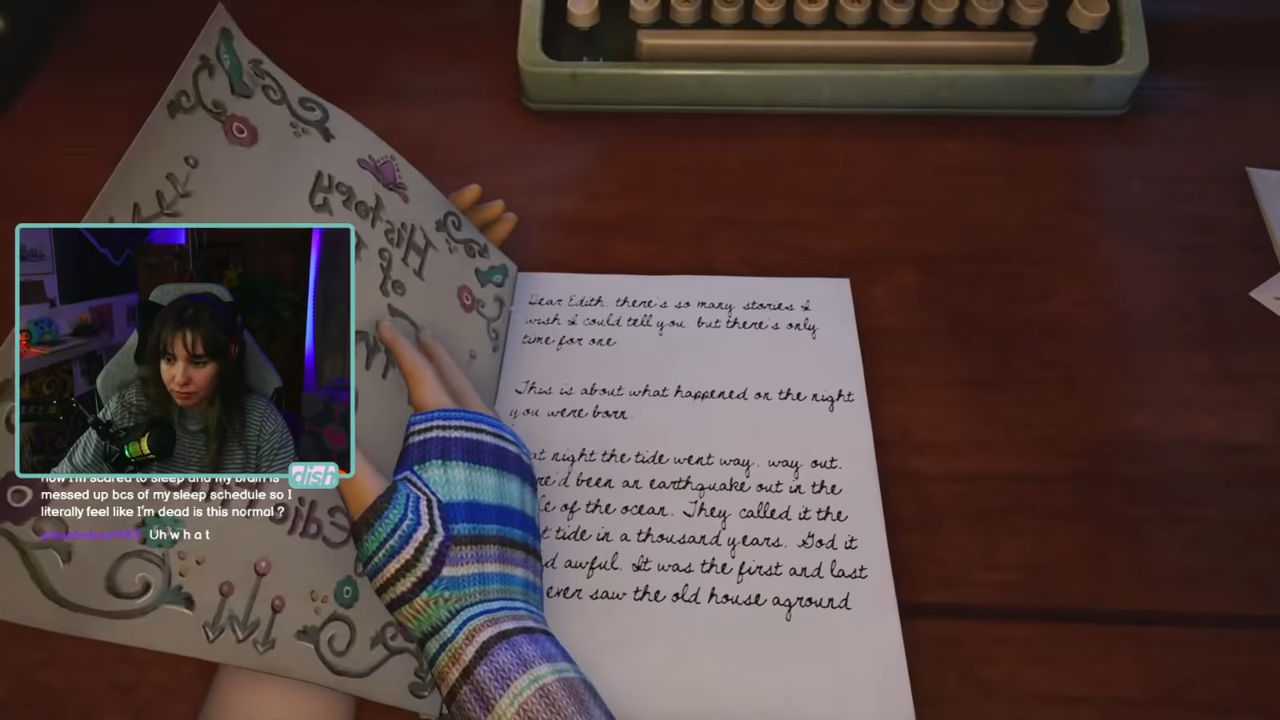 History
of
Edith
Dear Edith, there's so many stories I
wish I could tell you, but there's only
time for one
This is about what happened on the night
you were born.
at night the tide went way, way out.
re'd been an earthquake out in the
e of the ocean. They called it the
t tide in a thousand years. God it
d awful. It was the first and last
ever saw the old house aground
dish
now I'm scared to sleep and my brain is
messed up bcs of my sleep schedule so I
literally feel like I'm dead is this normal ?
Uh w h a t